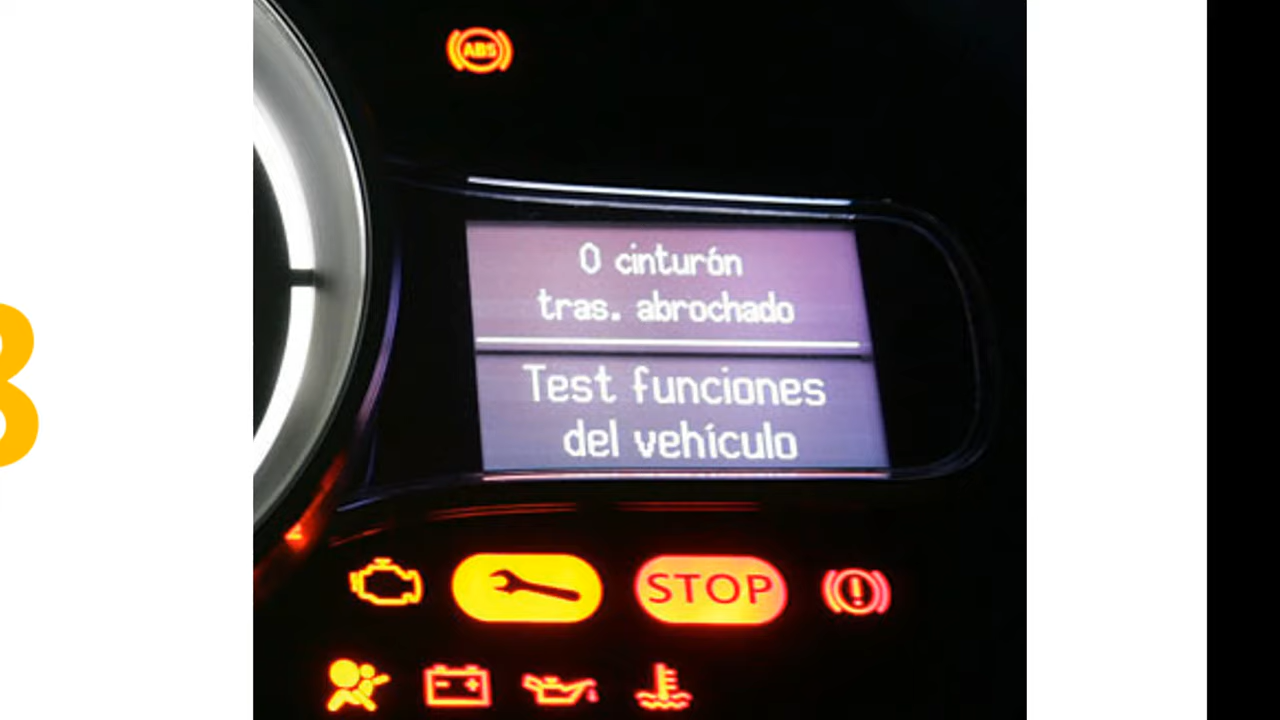 ABS
0 cinturón
tras. abrochado
Test funciones
del vehículo
STOP